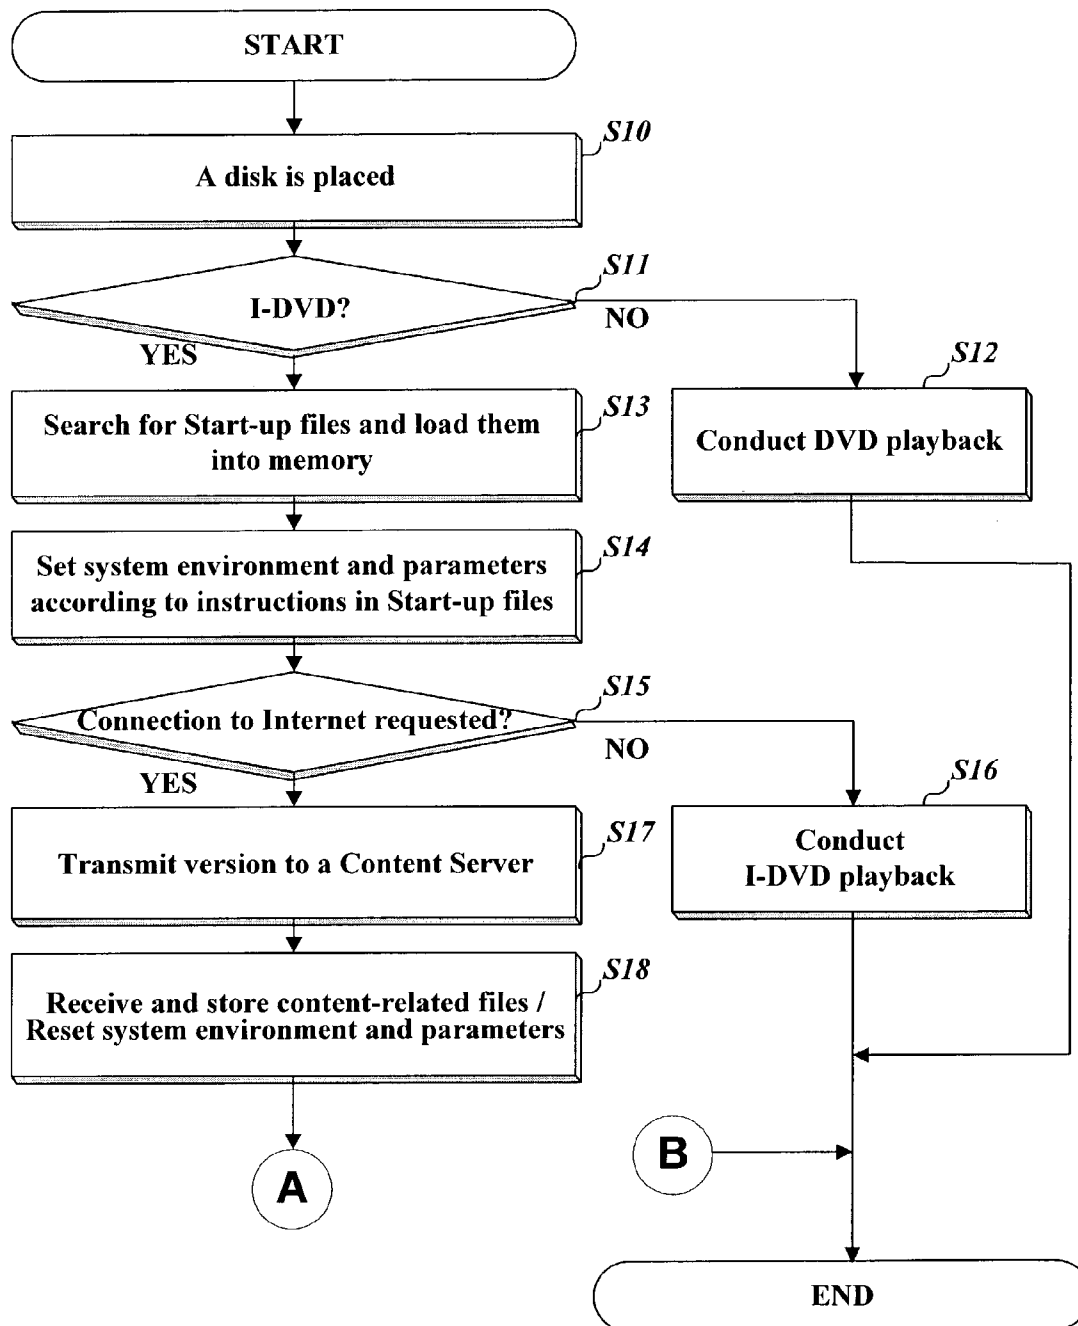 START
S10
A disk is placed
S11
I-DVD?
NO
YES
S12
S13
Search for Start-up files and load them
into memory
Conduct DVD playback
S14
Set system environment and parameters
according to instructions in Start-up files
S15
Connection to Internet requested?
NO
YES
S16
S17
Transmit version to a Content Server
Conduct
I-DVD playback
S18
Receive and store content-related files /
Reset system environment and parameters
A
B
END